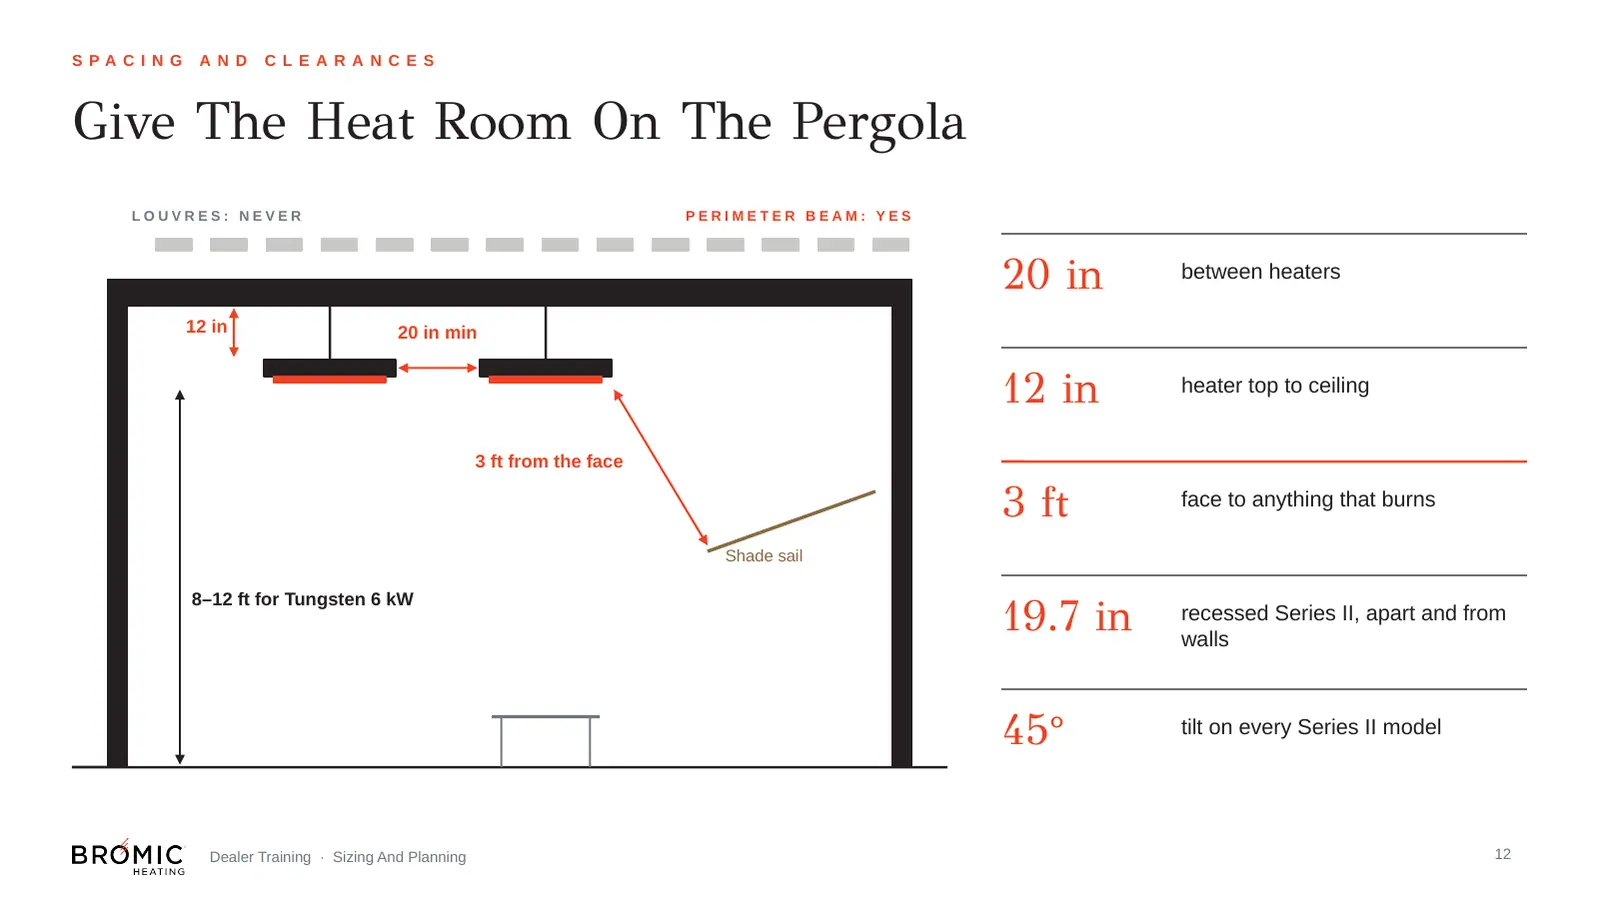 SPACING AND CLEARANCES
Give The Heat Room On The Pergola
LOUVRES: NEVER
PERIMETER BEAM: YES
12 in
20 in min
3 ft from the face
Shade sail
8–12 ft for Tungsten 6 kW
20 in
between heaters
12 in
heater top to ceiling
3 ft
face to anything that burns
19.7 in
recessed Series II, apart and from
walls
45°
tilt on every Series II model
BROMIC
HEATING
Dealer Training · Sizing And Planning
12